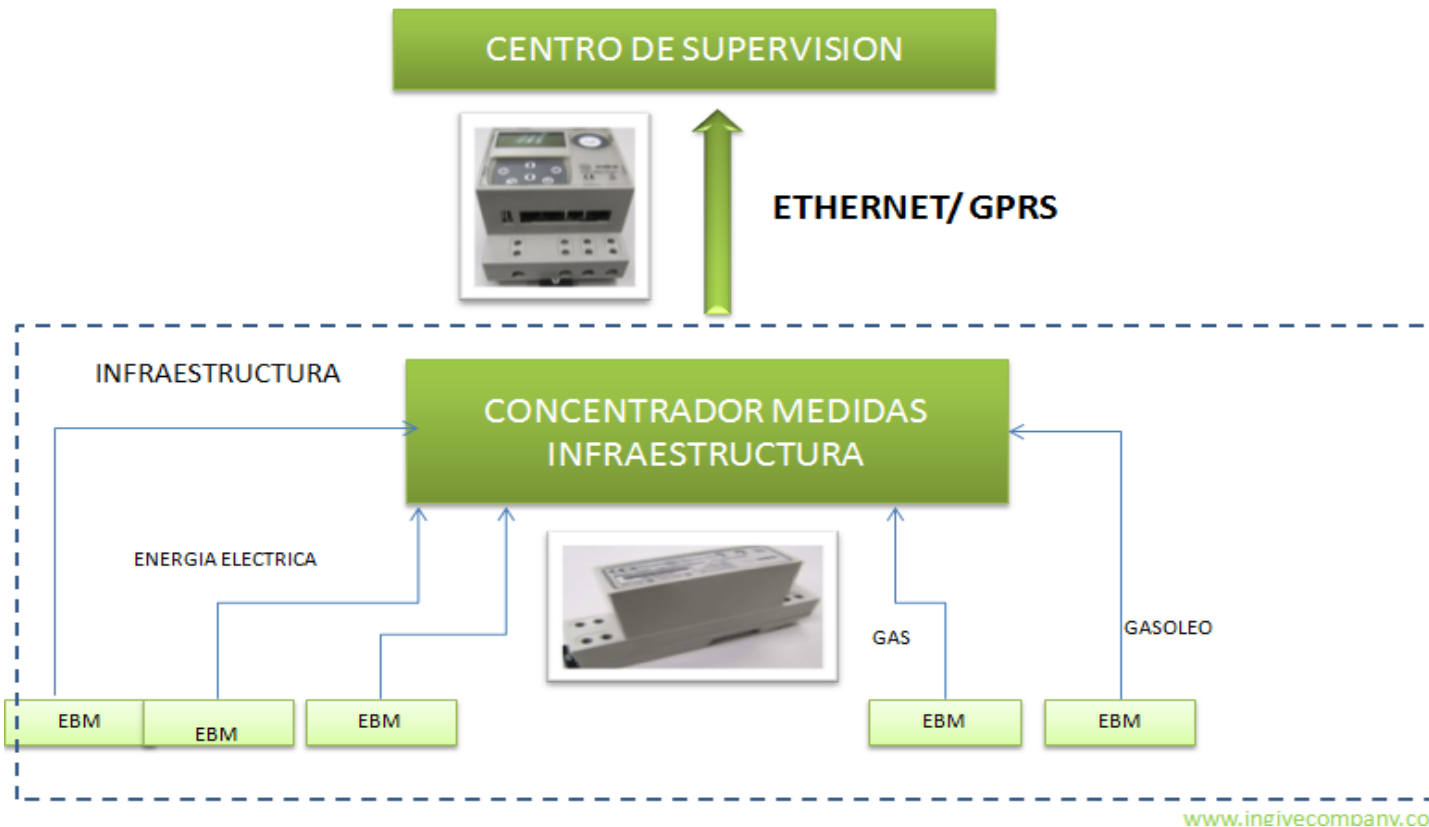 CENTRO DE SUPERVISION
ETHERNET/ GPRS
INFRAESTRUCTURA
CONCENTRADOR MEDIDAS
INFRAESTRUCTURA
ENERGIA ELECTRICA
GAS
GASOLEO
EBM
EBM
EBM
EBM
EBM
www.ingivecompany.co